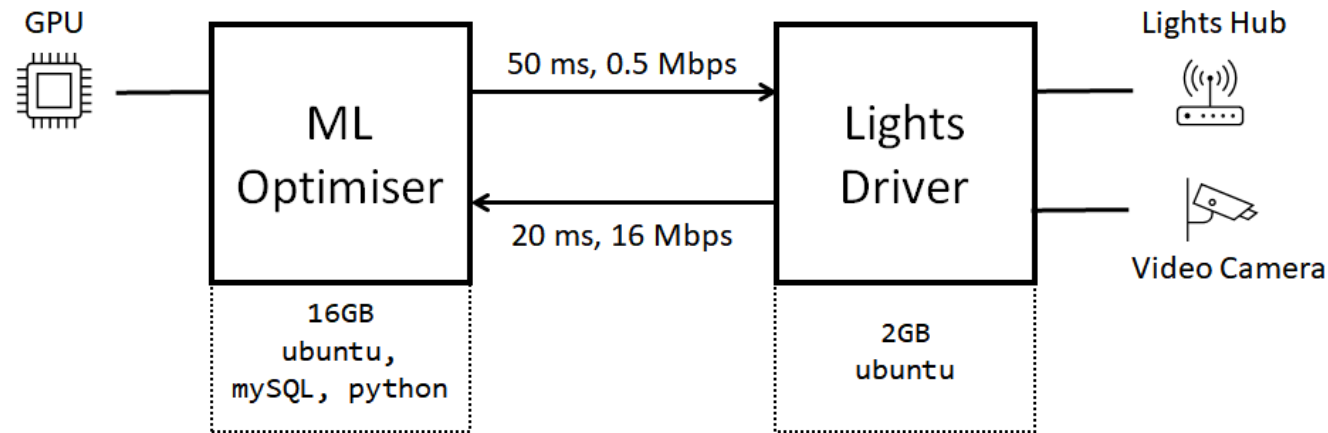 GPU
ML
Optimiser
16GB
ubuntu,
mySQL, python
50 ms, 0.5 Mbps
20 ms, 16 Mbps
Lights
Driver
2GB
ubuntu
Lights Hub
Video Camera